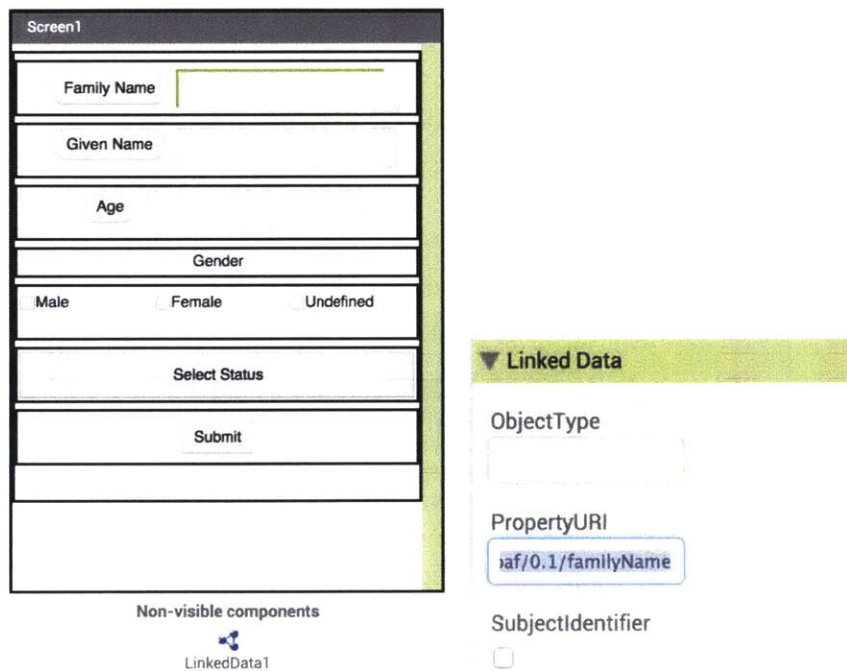 Screen1
Family Name
Given Name
Age
Gender
Male Female Undefined
Select Status
Submit
Non-visible components
LinkedData1
Linked Data
ObjectType
PropertyURI
af/0.1/familyName
SubjectIdentifier